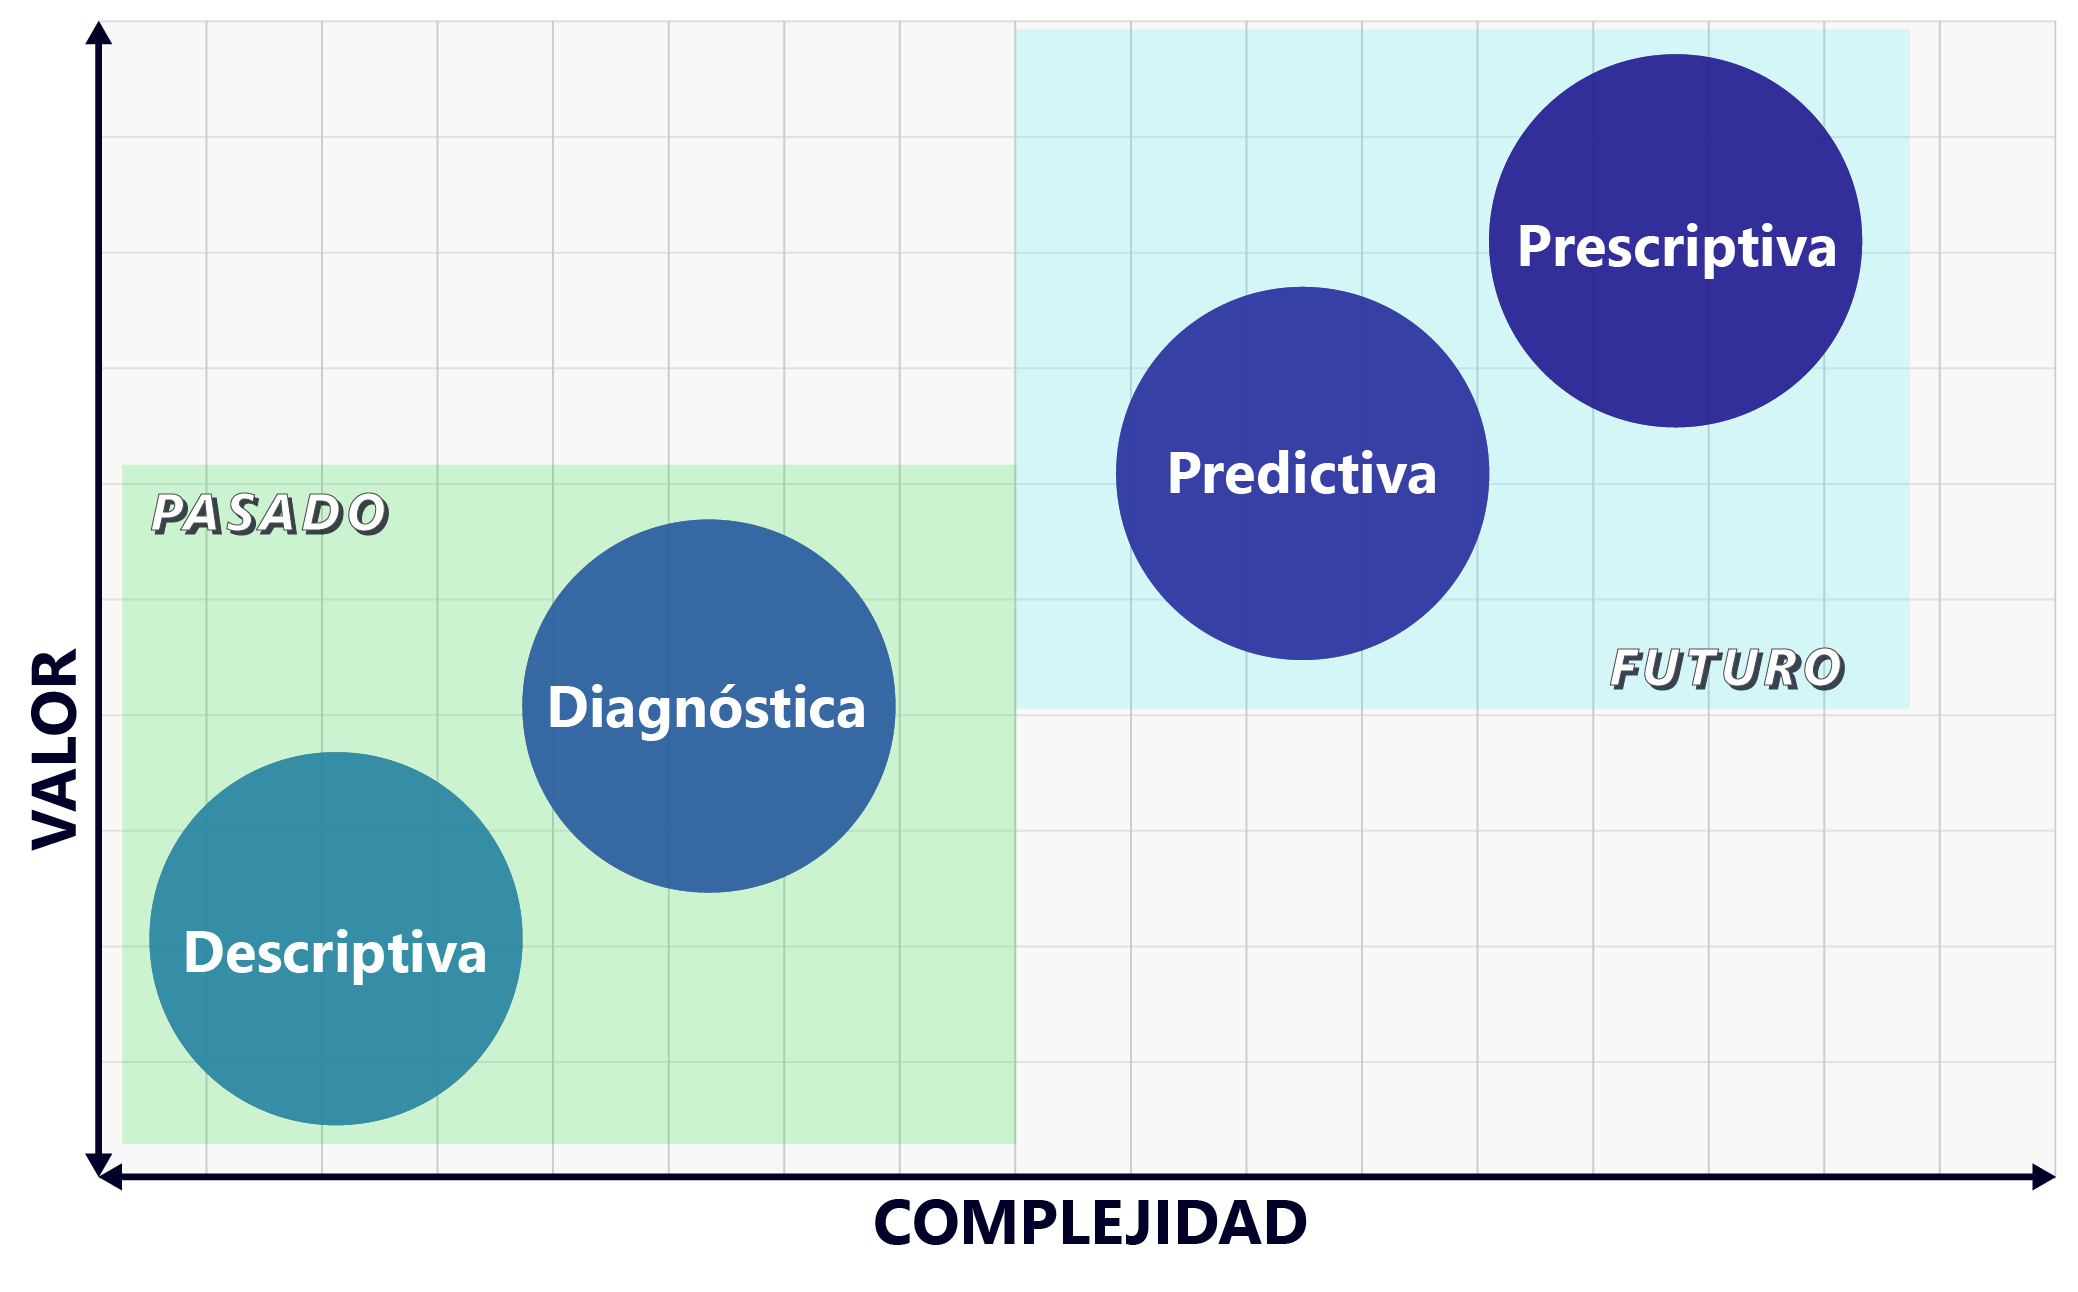 Prescriptiva
Predictiva
PASADO
FUTURO
Diagnóstica
Descriptiva
VALOR
COMPLEJIDAD